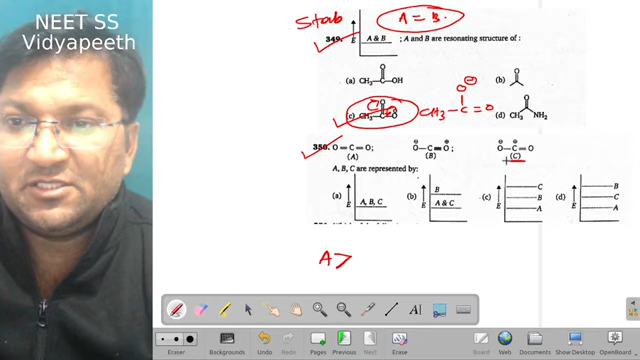 NEET SS
Vidyapeeth
Stab
A = B.
349.
E
A & B
; A and B are resonating structure of :
(a) CH₃—C—OH
O
(b)
O
(c) CH₃—C—O
O
CH₃—C=O
O⊖
(d) CH₃
O
NH₂
350. O=C=O;
⊕O—C≡O⊖;
⊖O—C⊕=O
(A)
(B)
(C)
A, B, C are represented by:
(a)
E
A, B, C
(b)
E
B
A & C
(c)
E
C
B
A
(d)
E
B
C
A
A >
Eraser
Backgrounds
Undo
Redo
Pages
Previous
Next
Erase
Board
Web
Documents
Show Desktop
OpenBoard